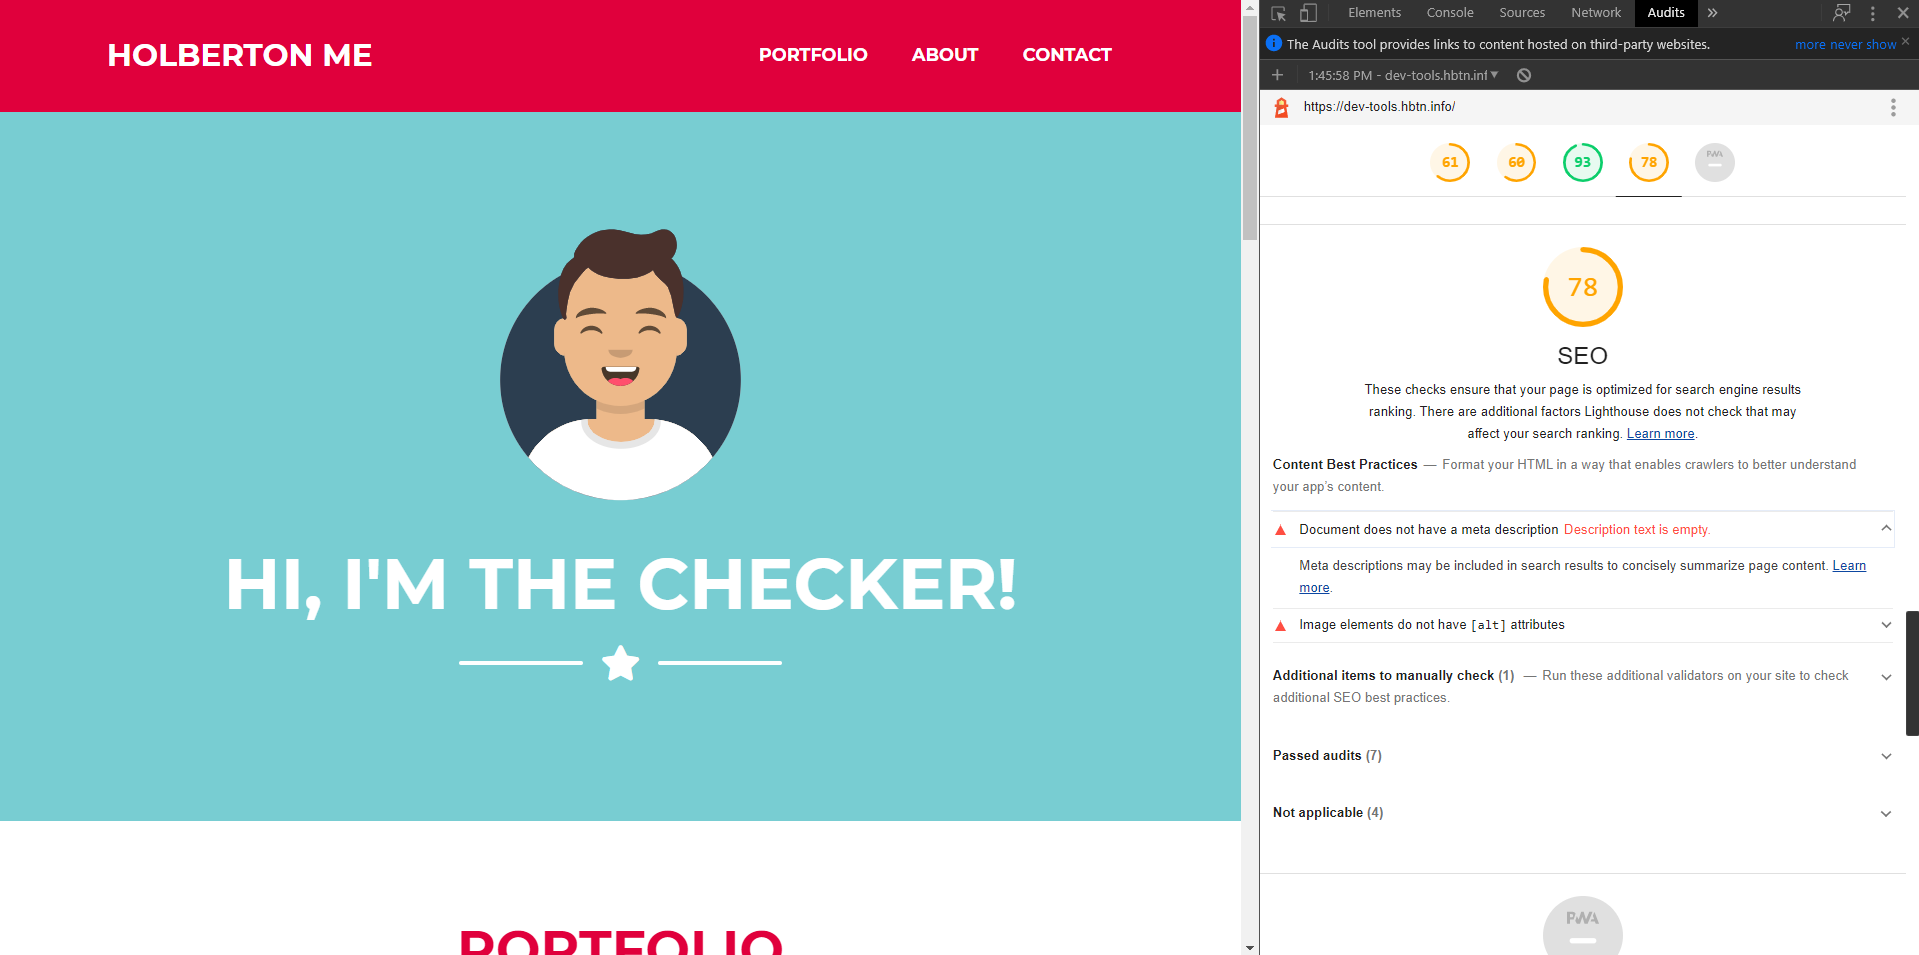 HOLBERTON ME
PORTFOLIO
ABOUT
CONTACT
HI, I'M THE CHECKER!
PORTFOLIO
Elements
Console
Sources
Network
Audits
The Audits tool provides links to content hosted on third-party websites.
more never show
1:45:58 PM - dev-tools.hbtn.inf
https://dev-tools.hbtn.info/
61
60
93
78
PWA
78
SEO
These checks ensure that your page is optimized for search engine results
ranking. There are additional factors Lighthouse does not check that may
affect your search ranking. Learn more.
Content Best Practices — Format your HTML in a way that enables crawlers to better understand
your app's content.
Document does not have a meta description Description text is empty.
Meta descriptions may be included in search results to concisely summarize page content. Learn
more.
Image elements do not have [alt] attributes
Additional items to manually check (1) — Run these additional validators on your site to check
additional SEO best practices.
Passed audits (7)
Not applicable (4)
PWA